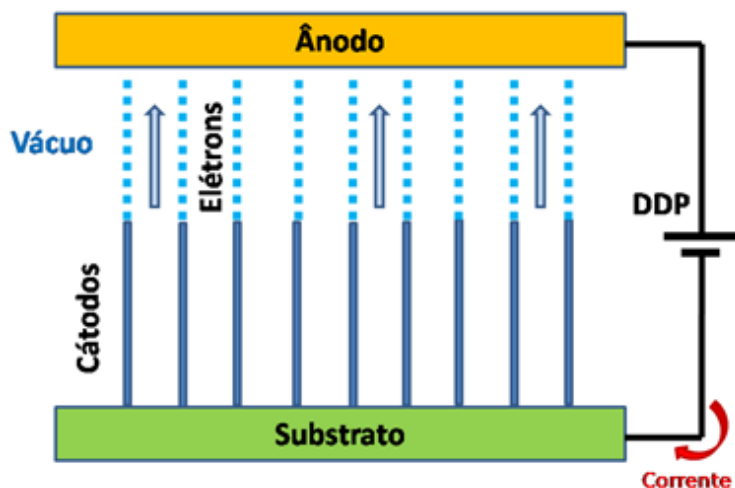 Ânodo
Vácuo
Elétrons
DDP
Cátodos
Substrato
Corrente